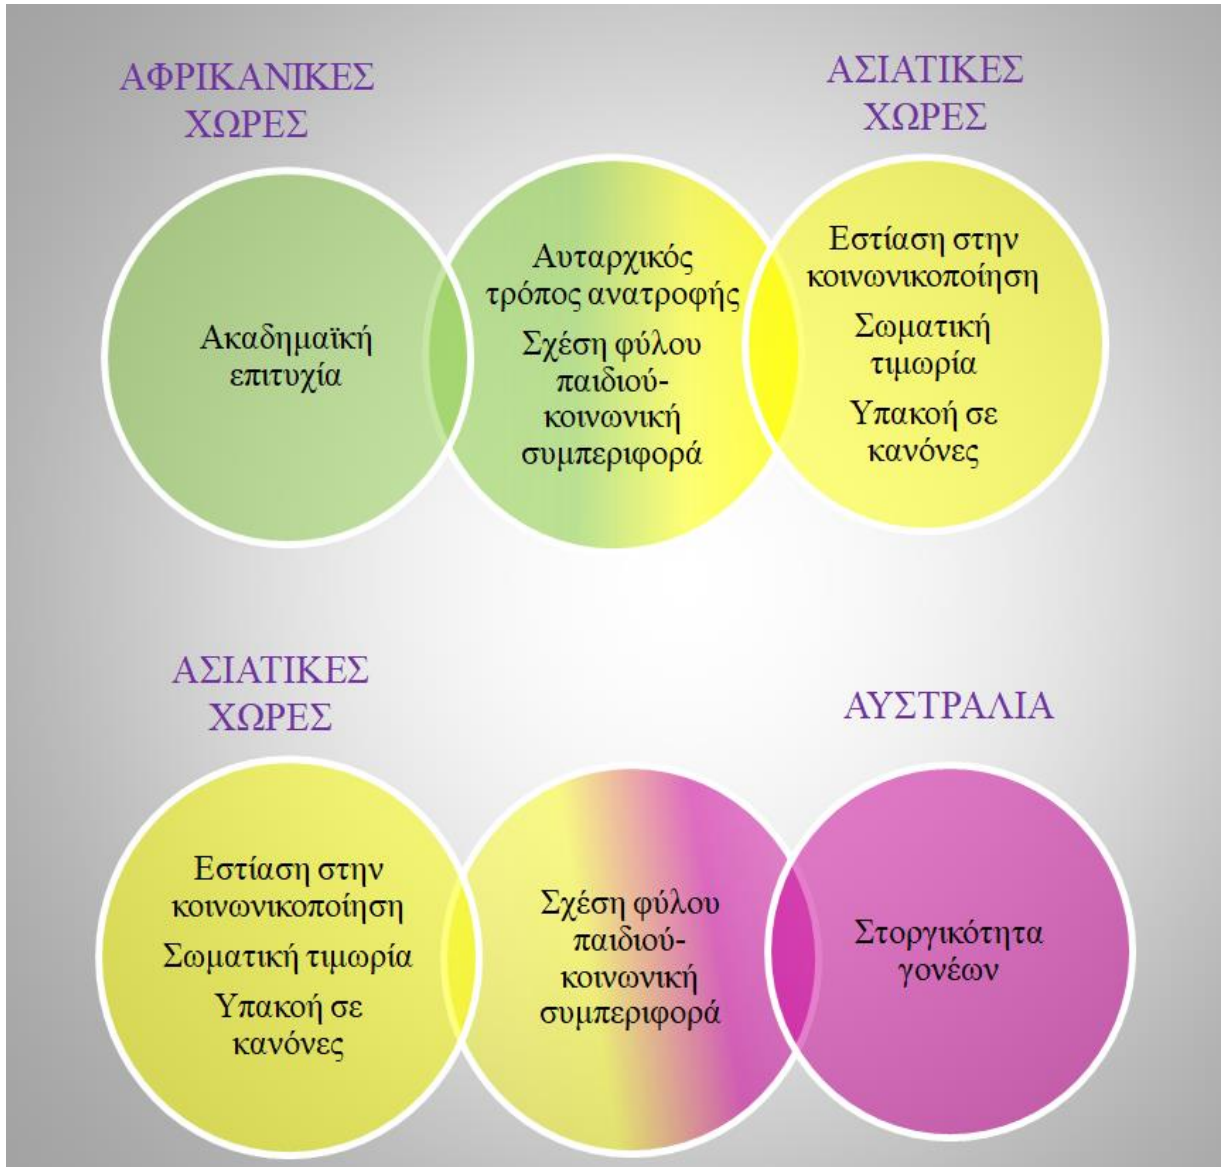 ΑΦΡΙΚΑΝΙΚΕΣ
ΧΩΡΕΣ
ΑΣΙΑΤΙΚΕΣ
ΧΩΡΕΣ
Ακαδημαϊκή
επιτυχία
Αυταρχικός
τρόπος ανατροφής
Σχέση φύλου
παιδιού-
κοινωνική
συμπεριφορά
Εστίαση στην
κοινωνικοποίηση
Σωματική
τιμωρία
Υπακοή σε
κανόνες
ΑΣΙΑΤΙΚΕΣ
ΧΩΡΕΣ
ΑΥΣΤΡΑΛΙΑ
Εστίαση στην
κοινωνικοποίηση
Σωματική τιμωρία
Υπακοή σε
κανόνες
Σχέση φύλου
παιδιού-
κοινωνική
συμπεριφορά
Στοργικότητα
γονέων